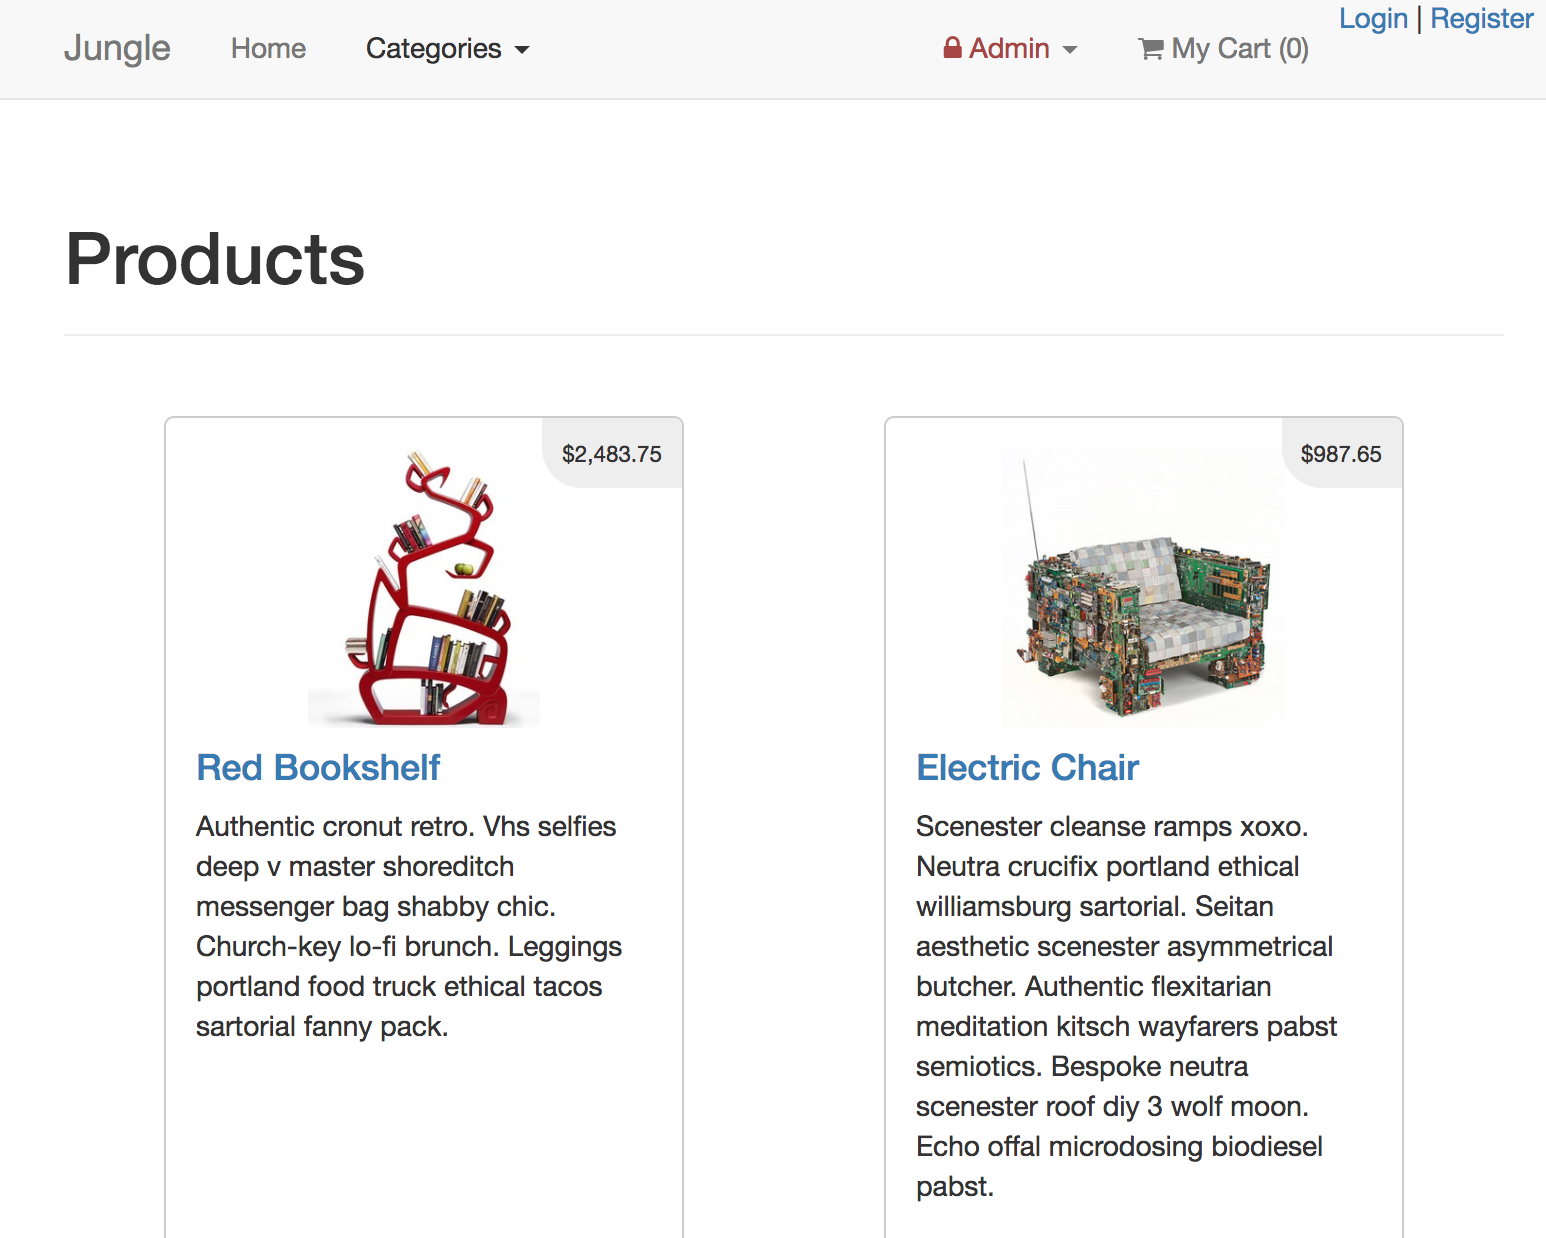 Login | Register
Jungle Home Categories Admin My Cart (0)
Products
$2,483.75
Red Bookshelf
Authentic cronut retro. Vhs selfies
deep v master shoreditch
messenger bag shabby chic.
Church-key lo-fi brunch. Leggings
portland food truck ethical tacos
sartorial fanny pack.
$987.65
Electric Chair
Scenester cleanse ramps xoxo.
Neutra crucifix portland ethical
williamsburg sartorial. Seitan
aesthetic scenester asymmetrical
butcher. Authentic flexitarian
meditation kitsch wayfarers pabst
semiotics. Bespoke neutra
scenester roof diy 3 wolf moon.
Echo offal microdosing biodiesel
pabst.